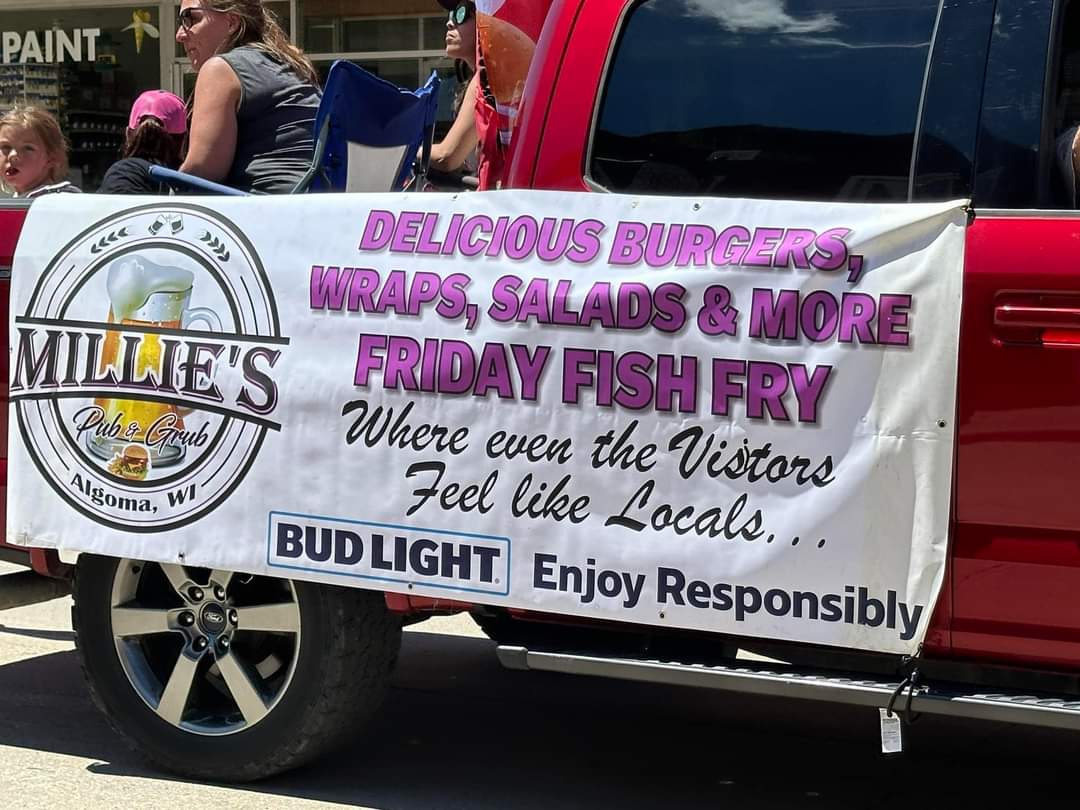 PAINT
DELICIOUS BURGERS,
WRAPS, SALADS & MORE
FRIDAY FISH FRY
Where even the Visitors
Feel like Locals...
MILLIE'S
Pub & Grub
Algoma, WI
BUD LIGHT
Enjoy Responsibly
Ford